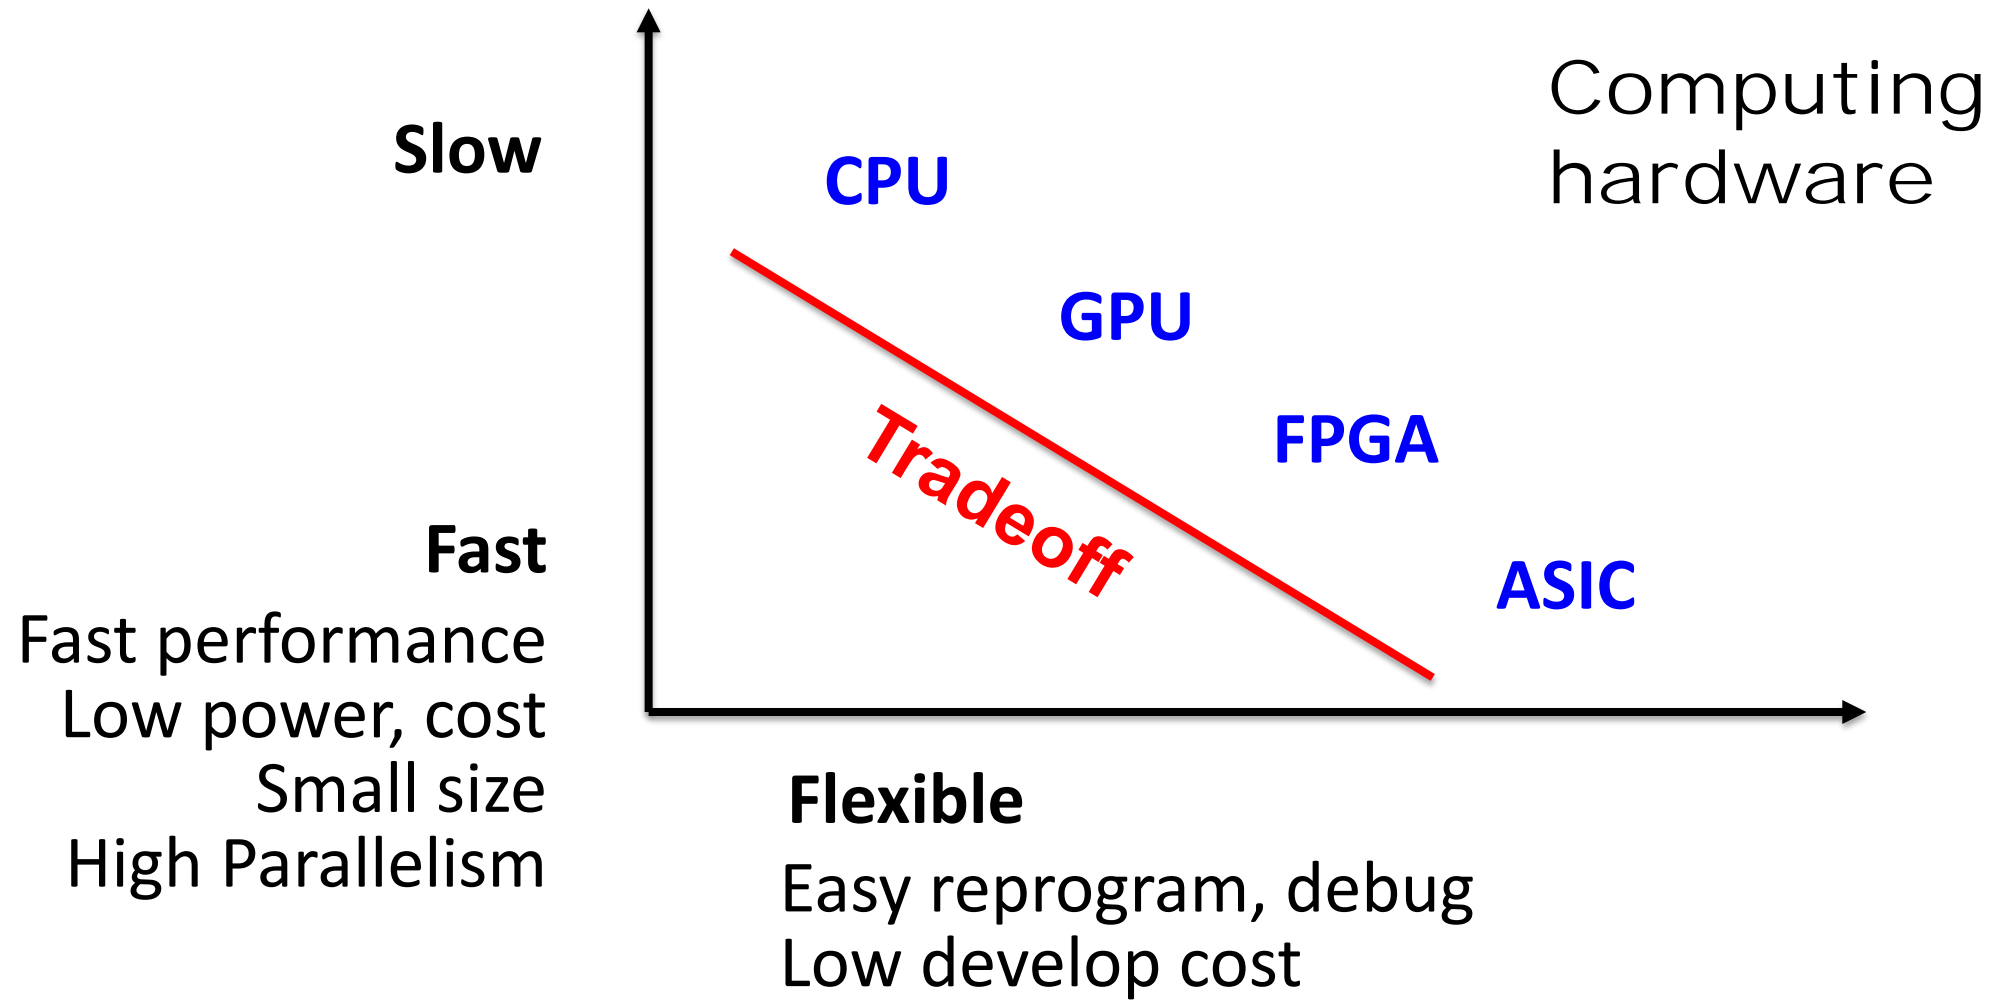 Computing
hardware
Slow
CPU
GPU
FPGA
ASIC
Tradeoff
Fast
Fast performance
Low power, cost
Small size
High Parallelism
Flexible
Easy reprogram, debug
Low develop cost